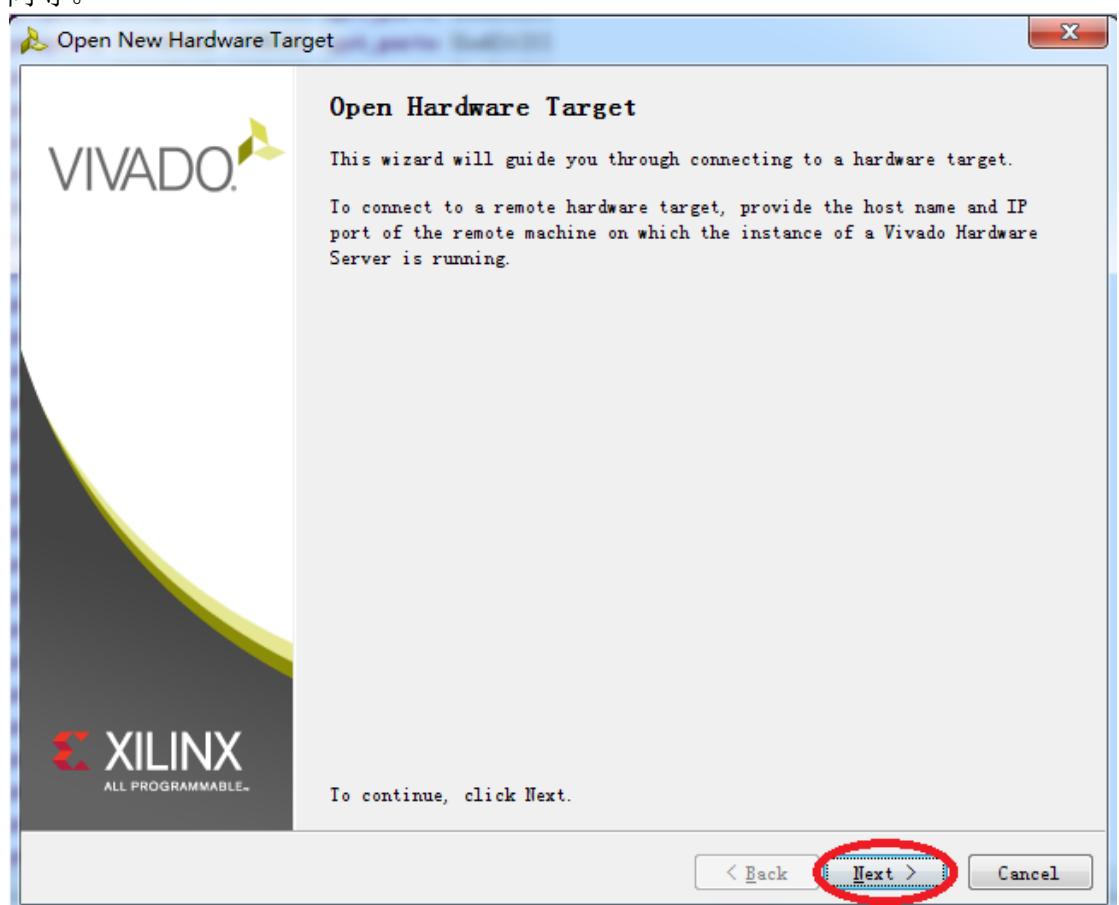 Open New Hardware Target
VIVADO.
Open Hardware Target
This wizard will guide you through connecting to a hardware target.
To connect to a remote hardware target, provide the host name and IP
port of the remote machine on which the instance of a Vivado Hardware
Server is running.
XILINX
ALL PROGRAMMABLE™
To continue, click Next.
< Back Next > Cancel